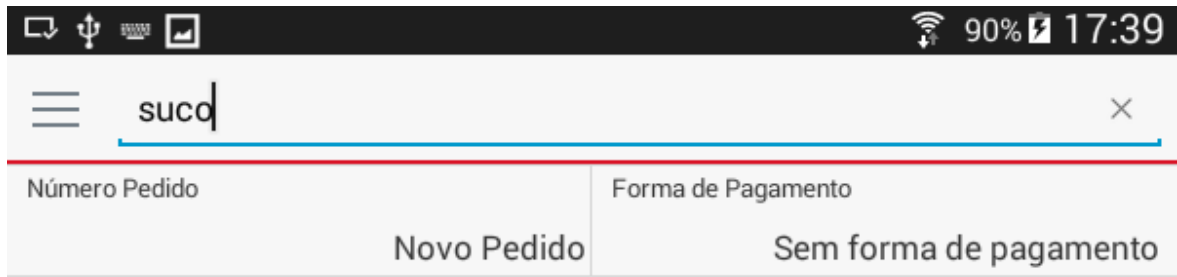 90% 17:39
suco
Número Pedido Forma de Pagamento
Novo Pedido Sem forma de pagamento